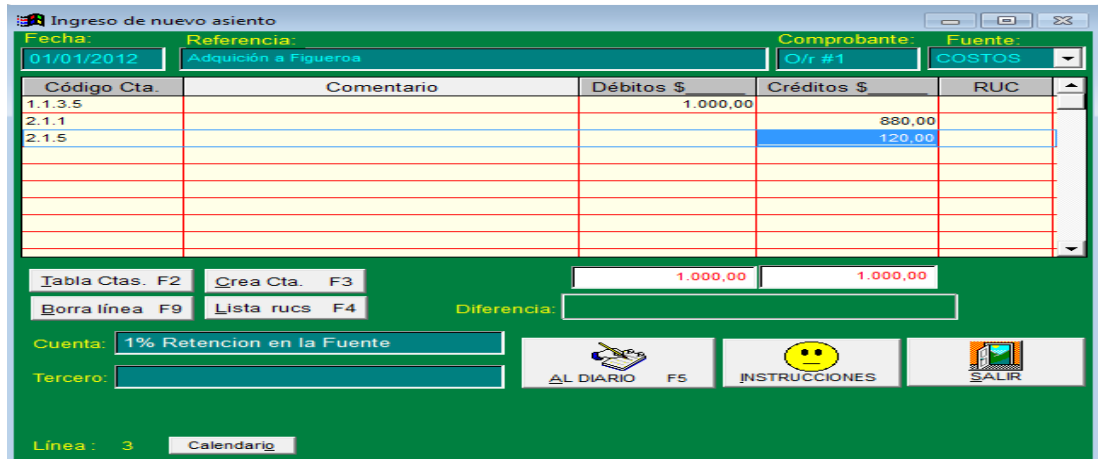 Ingreso de nuevo asiento
Fecha: Referencia: Comprobante: Fuente:
01/01/2012 Adquición a Figueroa O/r #1 COSTOS
Código Cta. Comentario Débitos $ Créditos $ RUC
1.1.3.5 1.000,00
2.1.1 880,00
2.1.5 120,00
Tabla Ctas. F2 Crea Cta. F3 1.000,00 1.000,00
Borra línea F9 Lista rucs F4 Diferencia:
Cuenta: 1% Retencion en la Fuente
Tercero: AL DIARIO F5 INSTRUCCIONES SALIR
Línea : 3 Calendario